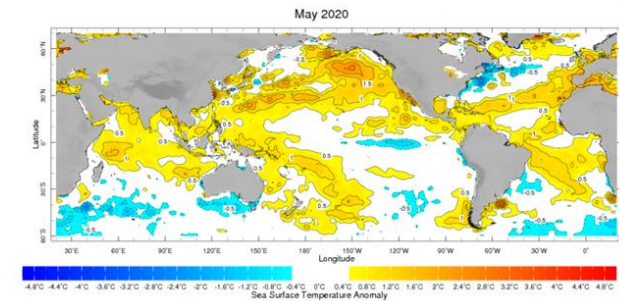 May 2020
60°N
30°N
0°
30°S
60°S
Latitude
30°E 60°E 90°E 120°E 150°E 180° 150°W 120°W 90°W 60°W 30°W 0°
Longitude
-4.8°C -4.4°C -4°C -3.6°C -3.2°C -2.8°C -2.4°C -2°C -1.6°C -1.2°C -0.8°C -0.4°C 0.4°C 0.8°C 1.2°C 1.6°C 2°C 2.4°C 2.8°C 3.2°C 3.6°C 4°C 4.4°C 4.8°C
Sea Surface Temperature Anomaly